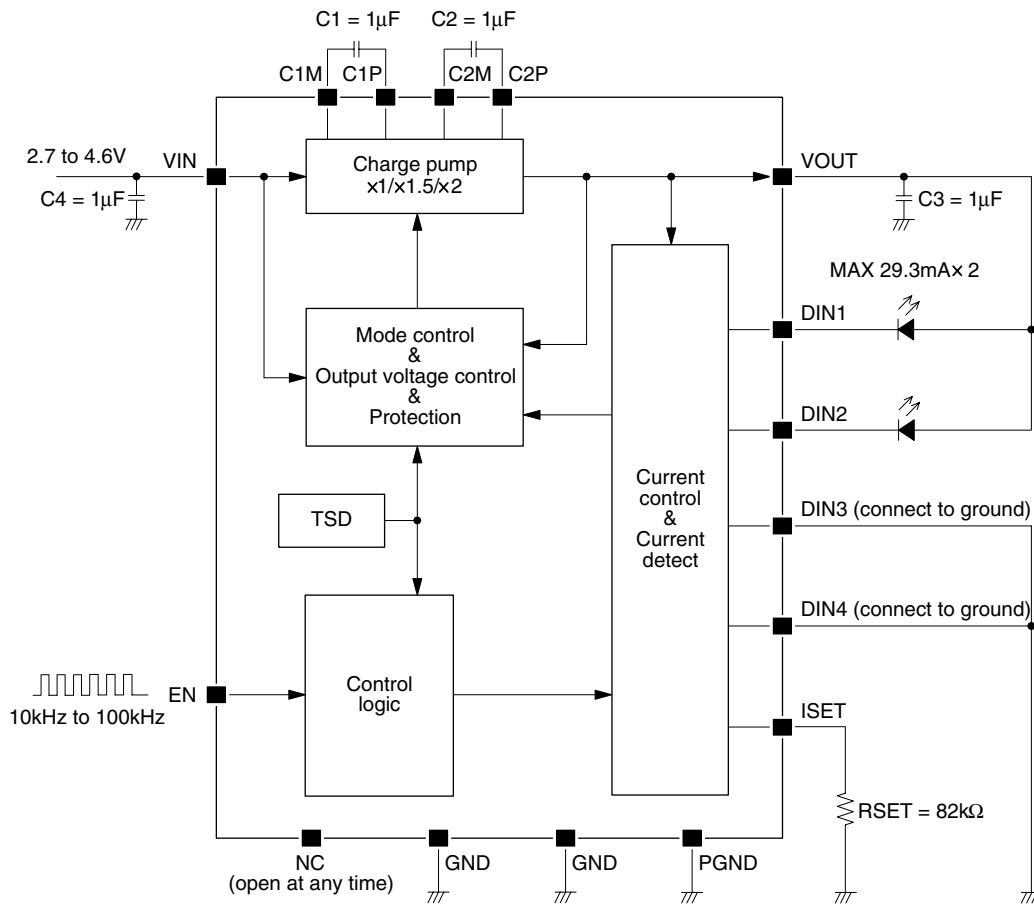 C1 = 1μF
C2 = 1μF
C1M
C1P
C2M
C2P
2.7 to 4.6V
VIN
C4 = 1μF
Charge pump
×1/×1.5/×2
VOUT
C3 = 1μF
MAX 29.3mA× 2
DIN1
Mode control
&
Output voltage control
&
Protection
DIN2
TSD
Current
control
&
Current
detect
DIN3 (connect to ground)
DIN4 (connect to ground)
EN
10kHz to 100kHz
Control
logic
ISET
RSET = 82kΩ
NC
(open at any time)
GND
GND
PGND